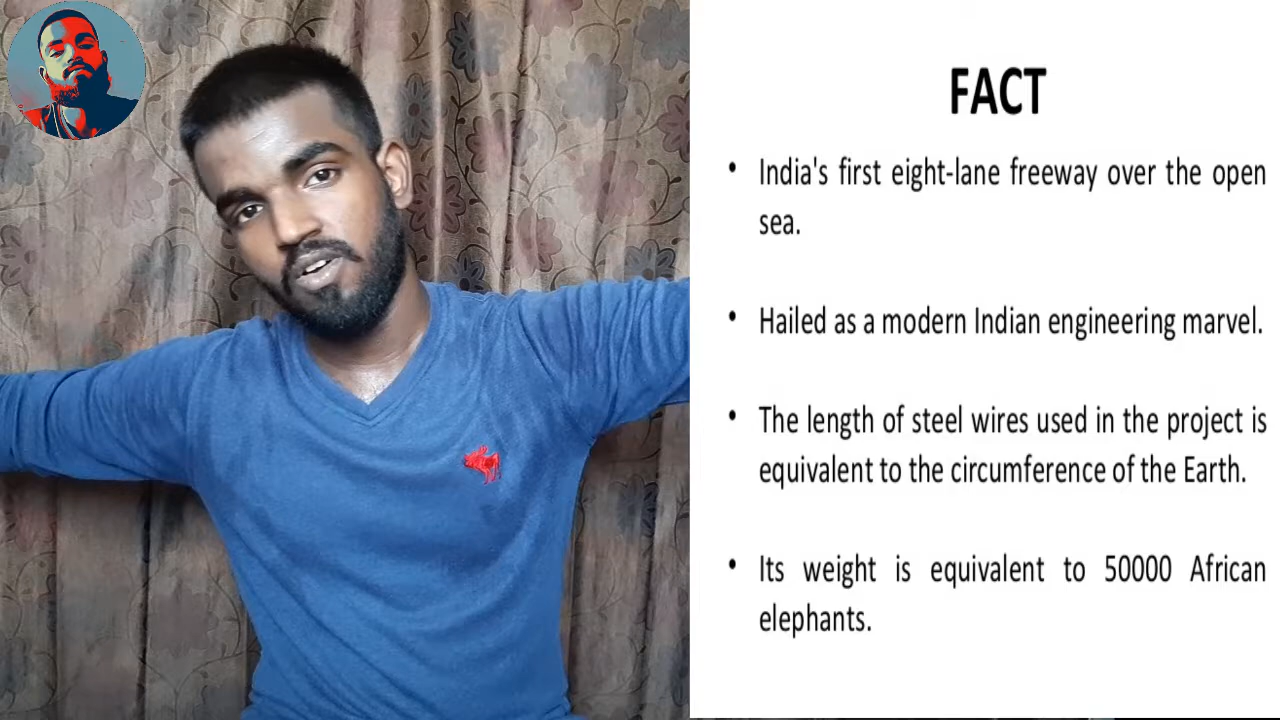 FACT
• India's first eight-lane freeway over the open
sea.
• Hailed as a modern Indian engineering marvel.
• The length of steel wires used in the project is
equivalent to the circumference of the Earth.
• Its weight is equivalent to 50000 African
elephants.